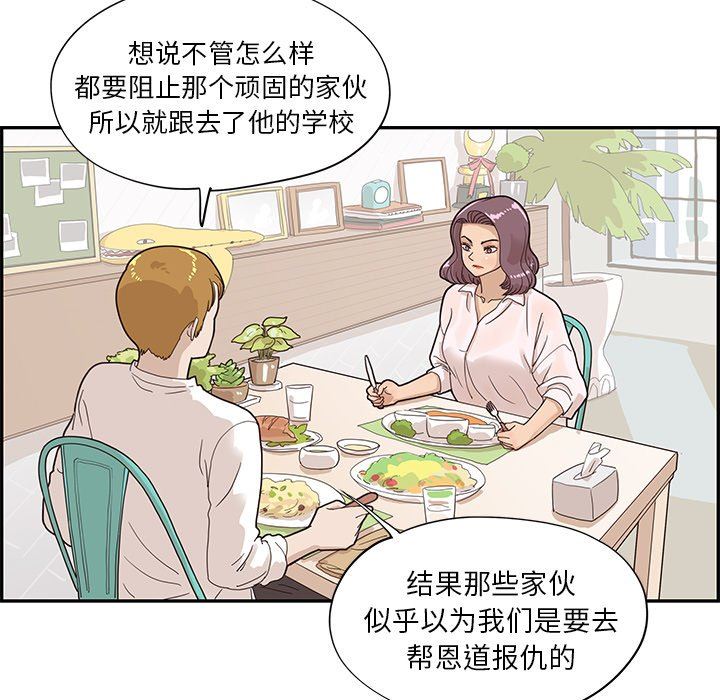 想说不管怎么样
都要阻止那个顽固的家伙
所以就跟去了他的学校
结果那些家伙
似乎以为我们是要去
帮恩道报仇的